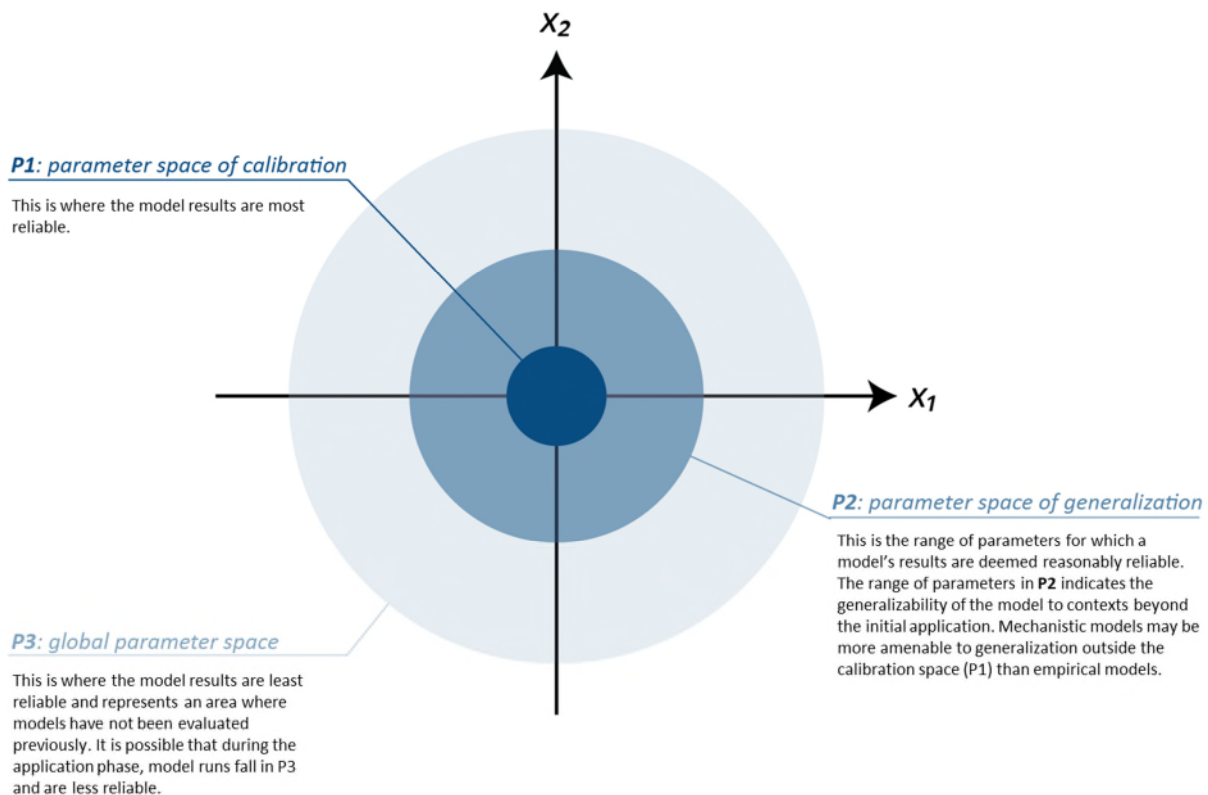 X2
P1: parameter space of calibration
This is where the model results are most
reliable.
X1
P2: parameter space of generalization
This is the range of parameters for which a
model’s results are deemed reasonably reliable.
The range of parameters in P2 indicates the
generalizability of the model to contexts beyond
the initial application. Mechanistic models may be
more amenable to generalization outside the
calibration space (P1) than empirical models.
P3: global parameter space
This is where the model results are least
reliable and represents an area where
models have not been evaluated
previously. It is possible that during the
application phase, model runs fall in P3
and are less reliable.